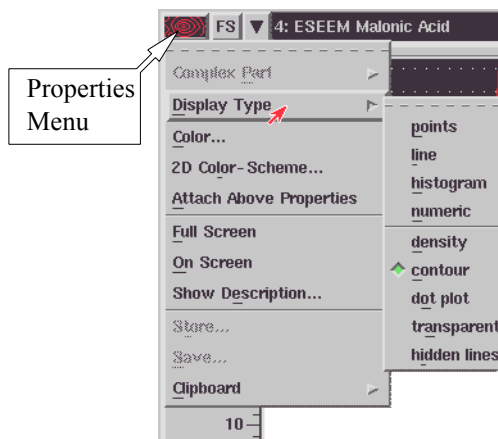 FS 4: ESEEM Malonic Acid
Properties
Menu
Complex Part
Display Type
Color...
2D Color-Scheme...
Attach Above Properties
Full Screen
On Screen
Show Description...
Store...
Save...
Clipboard
points
line
histogram
numeric
density
contour
dot plot
transparent
hidden lines
10